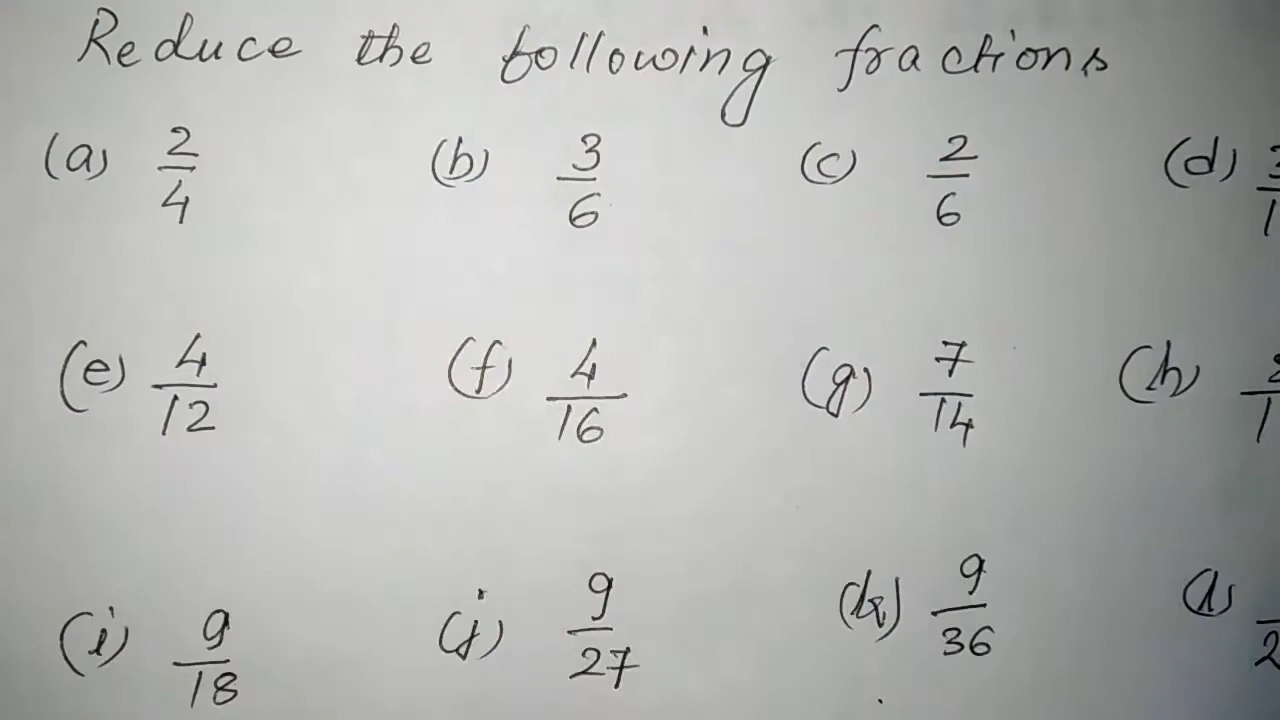 Reduce the following fractions
(a) 2/4 (b) 3/6 (c) 2/6 (d)
(e) 4/12 (f) 4/16 (g) 7/14 (h)
(i) 9/18 (j) 9/27 (k) 9/36 (l)